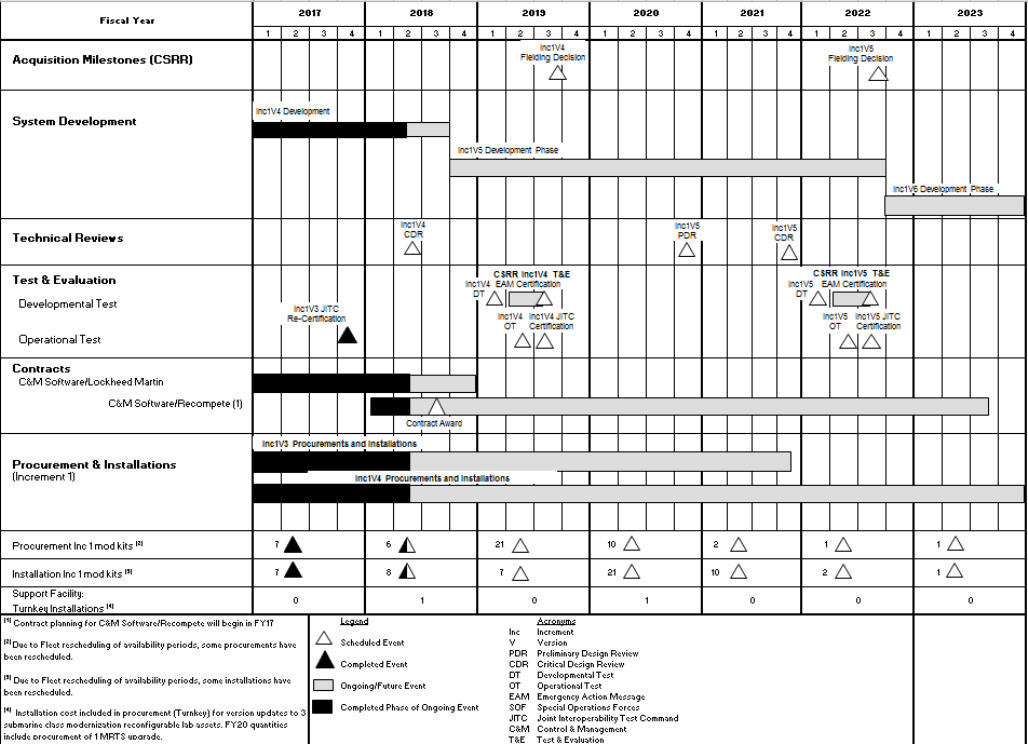 Fiscal Year
2017 2018 2019 2020 2021 2022 2023
1 2 3 4 1 2 3 4 1 2 3 4 1 2 3 4 1 2 3 4 1 2 3 4 1 2 3 4
Acquisition Milestones (CSRR)
Inc1V4
Fielding Decision
Inc1V5
Fielding Decision
System Development
Inc1V4 Development
Inc1V5 Development Phase
Inc1V6 Development Phase
Technical Reviews
Inc1V4
CDR
Inc1V5
PDR
Inc1V5
CDR
Test & Evaluation
Developmental Test
Operational Test
Inc1V3 JITC
Re-Certification
CSRR Inc1V4 T&E
EAM Certification
Inc1V4
DT
Inc1V4
OT
Inc1V4 JTC
Certification
CSRR Inc1V5 T&E
EAM Certification
Inc1V5
DT
Inc1V5
OT
Inc1V5 JTC
Certification
Contracts
C&M Software/Lockheed Martin
C&M Software/Recompete (1)
Contract Award
Procurement & Installations
(Increment 1)
Inc1V3 Procurements and Installations
Inc1V4 Procurements and Installations
Procurement Inc 1 mod kits [2] 7 6 21 10 2 1 1
Installation Inc 1 mod kits [3] 7 8 7 21 10 2 1
Support Facility:
Turnkey Installations [4] 0 1 0 1 0 0
[1] Contract planning for C&M Software/Recompete will begin in FY17
[2] Due to Fleet rescheduling of availability periods, some procurements have
been rescheduled.
[3] Due to Fleet rescheduling of availability periods, some installations have
been rescheduled.
[4] Installation cost included in procurement (Turnkey) for version updates to 3
submarine class modernization reconfigurable lab assets. FY20 quantities
include procurement of 1 MRTS upgrade.
Legend
Scheduled Event
Completed Event
Ongoing/Future Event
Completed Phase of Ongoing Event
Acronyms
Inc Increment
V Version
PDR Preliminary Design Review
CDR Critical Design Review
DT Developmental Test
OT Operational Test
EAM Emergency Action Message
SOF Special Operations Forces
JITC Joint Interoperability Test Command
C&M Control & Management
T&E Test & Evaluation